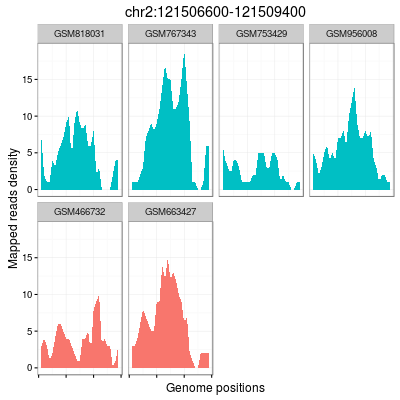 chr2:121506600-121509400
GSM818031 GSM767343 GSM753429 GSM956008
15
10
5
0
Mapped reads density
GSM466732 GSM663427
15
10
5
0
Genome positions